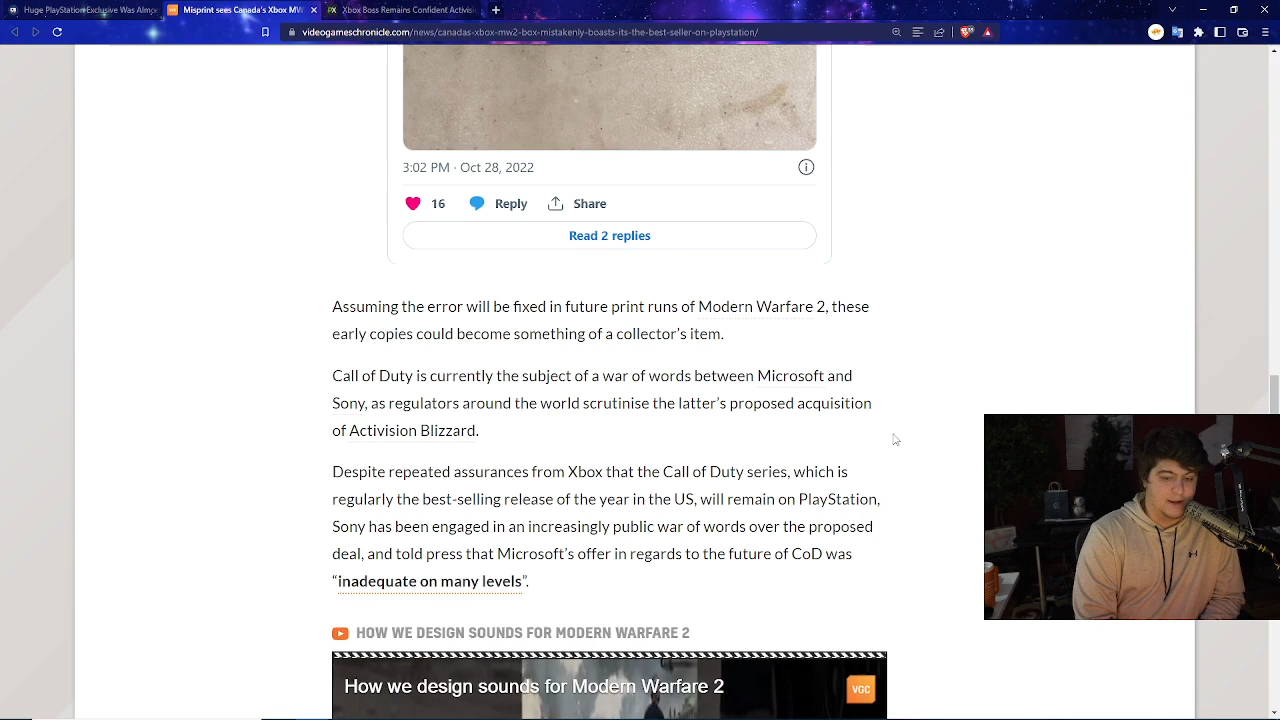 Huge PlayStation Exclusive Was Almo
Misprint sees Canada's Xbox MW
Xbox Boss Remains Confident Activisi
videogameschronicle.com/news/canadas-xbox-mw2-box-mistakenly-boasts-its-the-best-seller-on-playstation/
3:02 PM · Oct 28, 2022
16 Reply Share
Read 2 replies
Assuming the error will be fixed in future print runs of Modern Warfare 2, these
early copies could become something of a collector's item.
Call of Duty is currently the subject of a war of words between Microsoft and
Sony, as regulators around the world scrutinise the latter's proposed acquisition
of Activision Blizzard.
Despite repeated assurances from Xbox that the Call of Duty series, which is
regularly the best-selling release of the year in the US, will remain on PlayStation,
Sony has been engaged in an increasingly public war of words over the proposed
deal, and told press that Microsoft's offer in regards to the future of CoD was
“inadequate on many levels”.
HOW WE DESIGN SOUNDS FOR MODERN WARFARE 2
How we design sounds for Modern Warfare 2
VGC